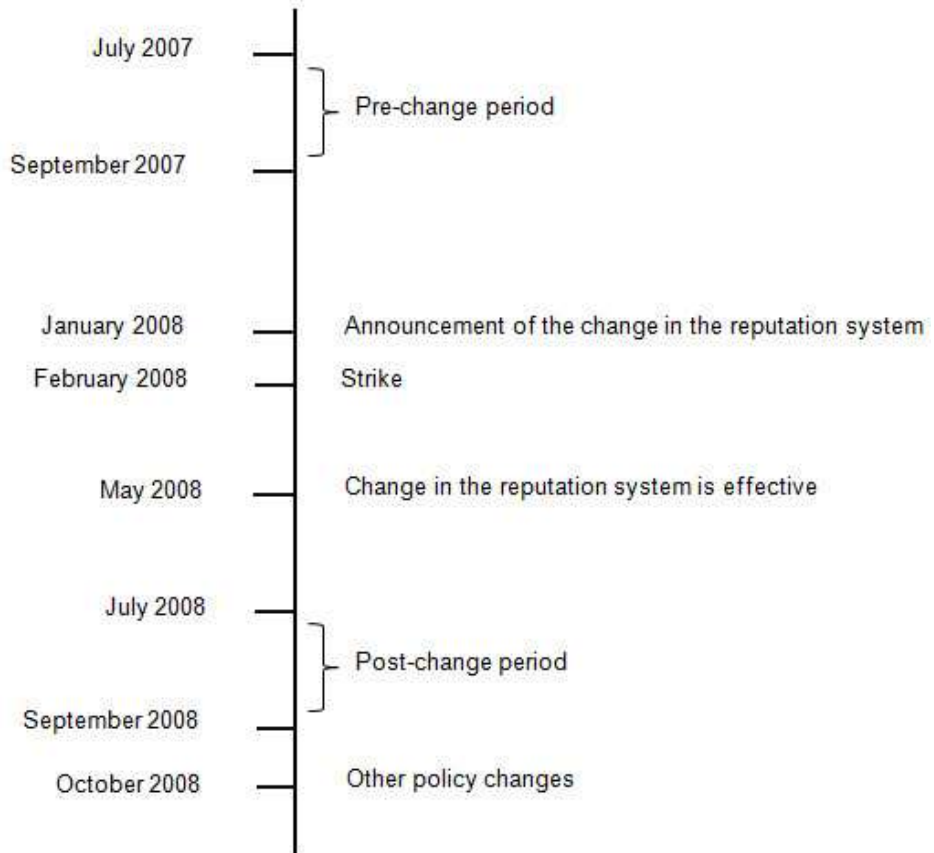 July 2007
Pre-change period
September 2007
January 2008
Announcement of the change in the reputation system
February 2008
Strike
May 2008
Change in the reputation system is effective
July 2008
Post-change period
September 2008
October 2008
Other policy changes